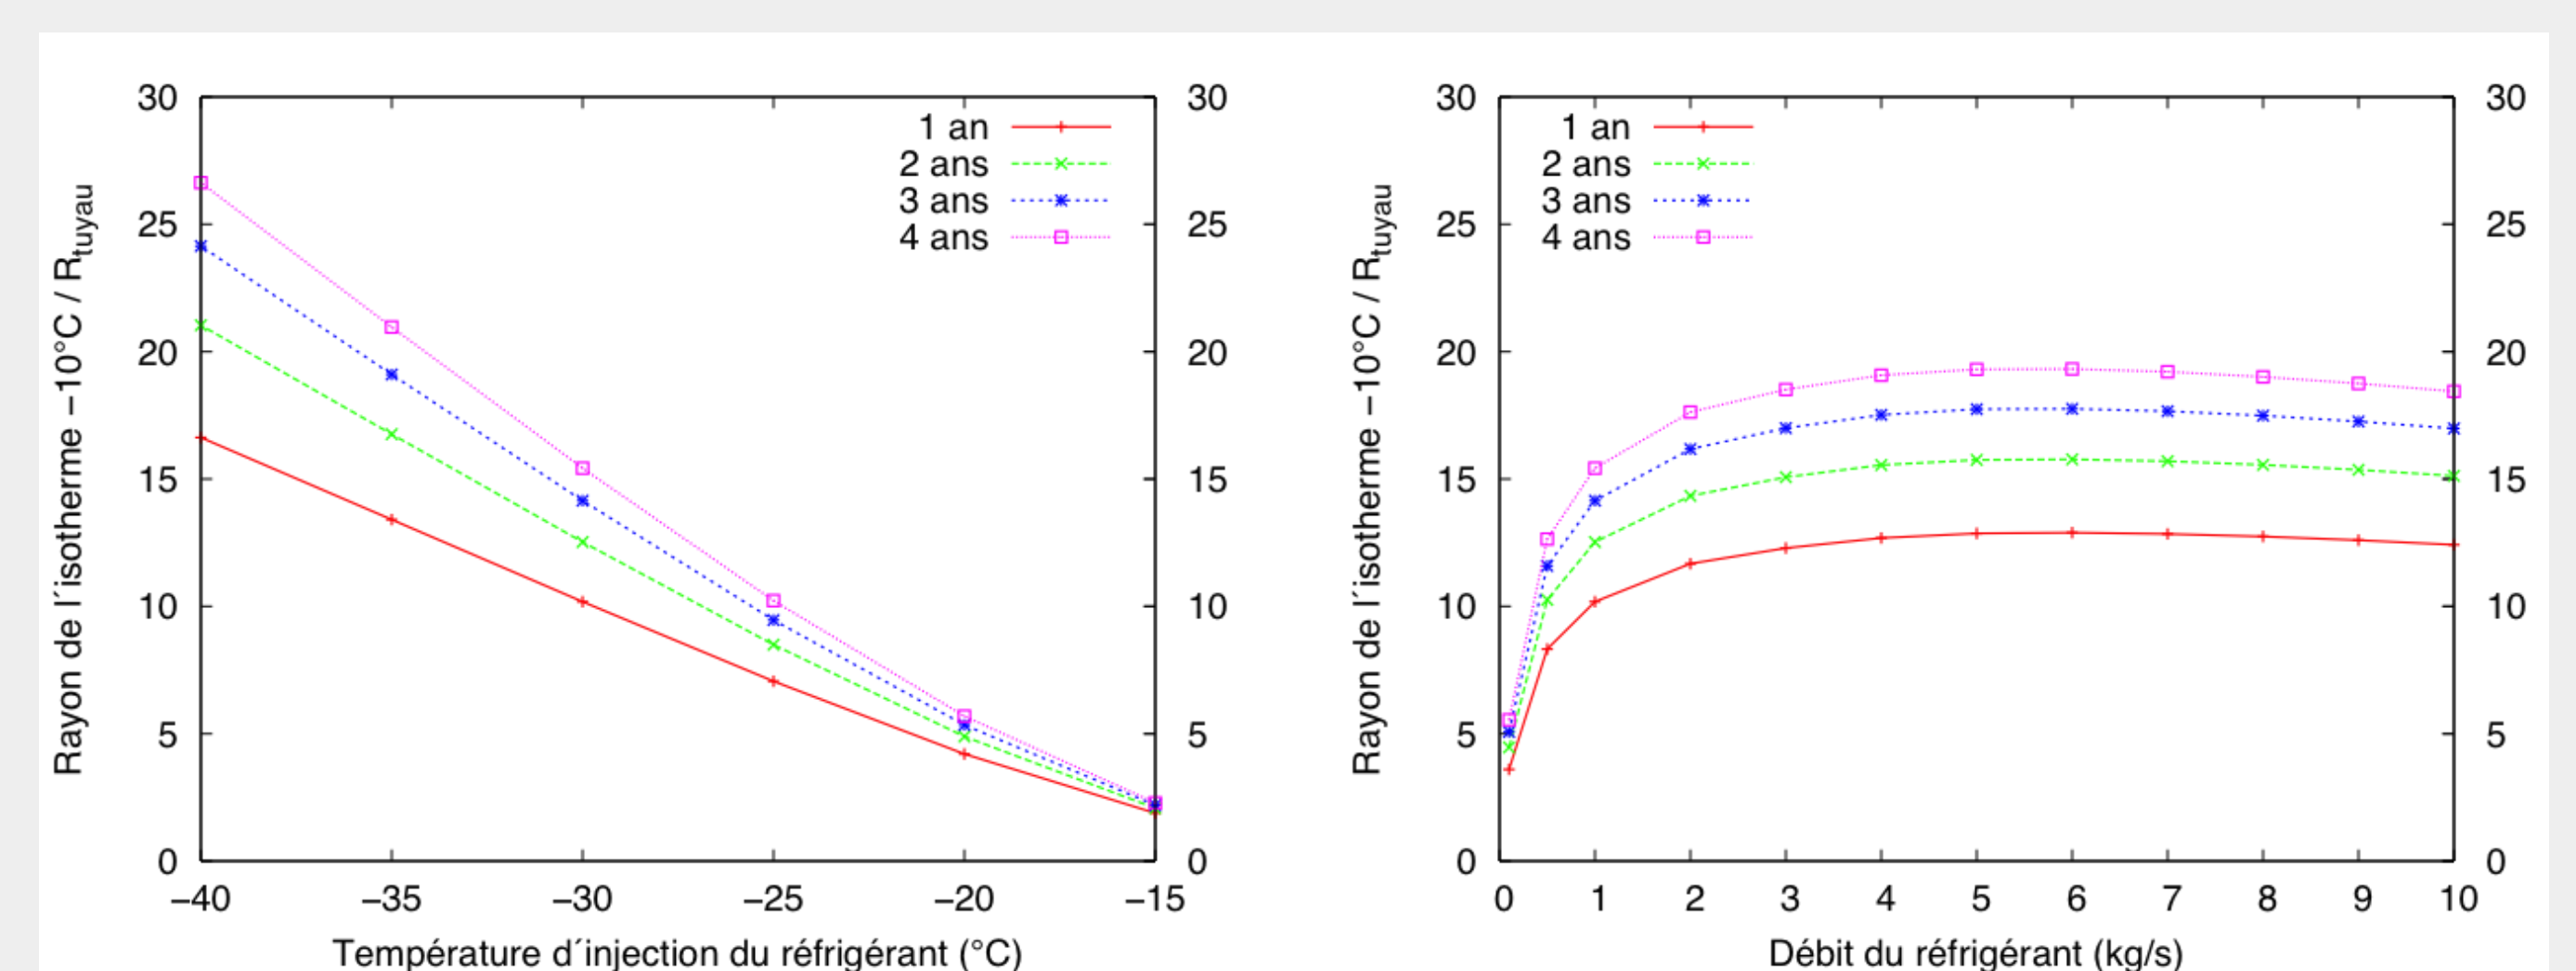 Rayon de l´isotherme −10°C / Rtuyau
30
25
20
15
10
5
0
1 an
2 ans
3 ans
4 ans
30
25
20
15
10
5
0
−40 −35 −30 −25 −20 −15
Température d´injection du réfrigérant (°C)
Rayon de l´isotherme −10°C / Rtuyau
30
25
20
15
10
5
0
1 an
2 ans
3 ans
4 ans
30
25
20
15
10
5
0
0 1 2 3 4 5 6 7 8 9 10
Débit du réfrigérant (kg/s)